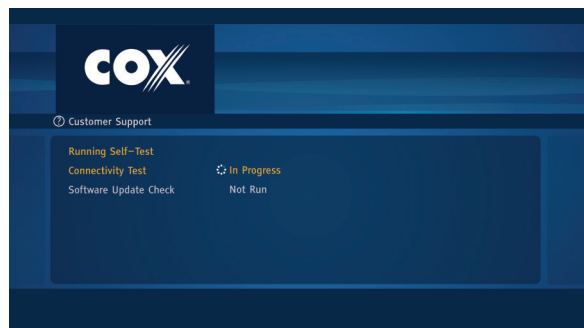 COX.
? Customer Support
Running Self-Test
Connectivity Test In Progress
Software Update Check Not Run